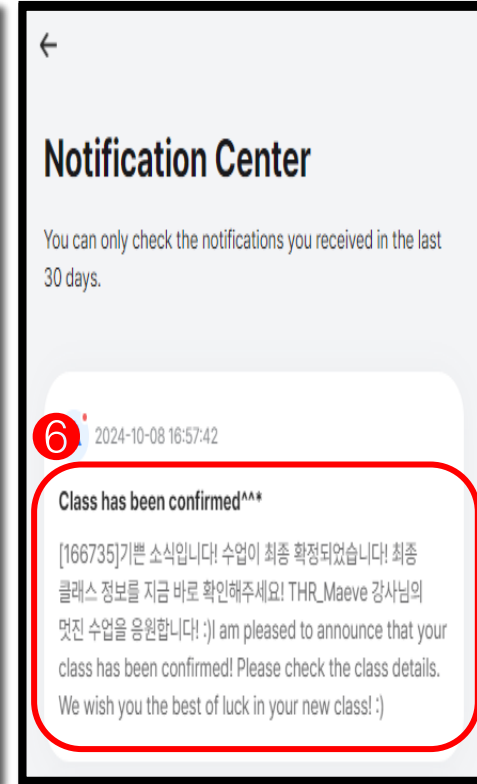 ←
Notification Center
You can only check the notifications you received in the last
30 days.
6
2024-10-08 16:57:42
Class has been confirmed^^*
[166735]기쁜 소식입니다! 수업이 최종 확정되었습니다! 최종
클래스 정보를 지금 바로 확인해주세요! THR_Maeve 강사님의
멋진 수업을 응원합니다! :)I am pleased to announce that your
class has been confirmed! Please check the class details.
We wish you the best of luck in your new class! :)